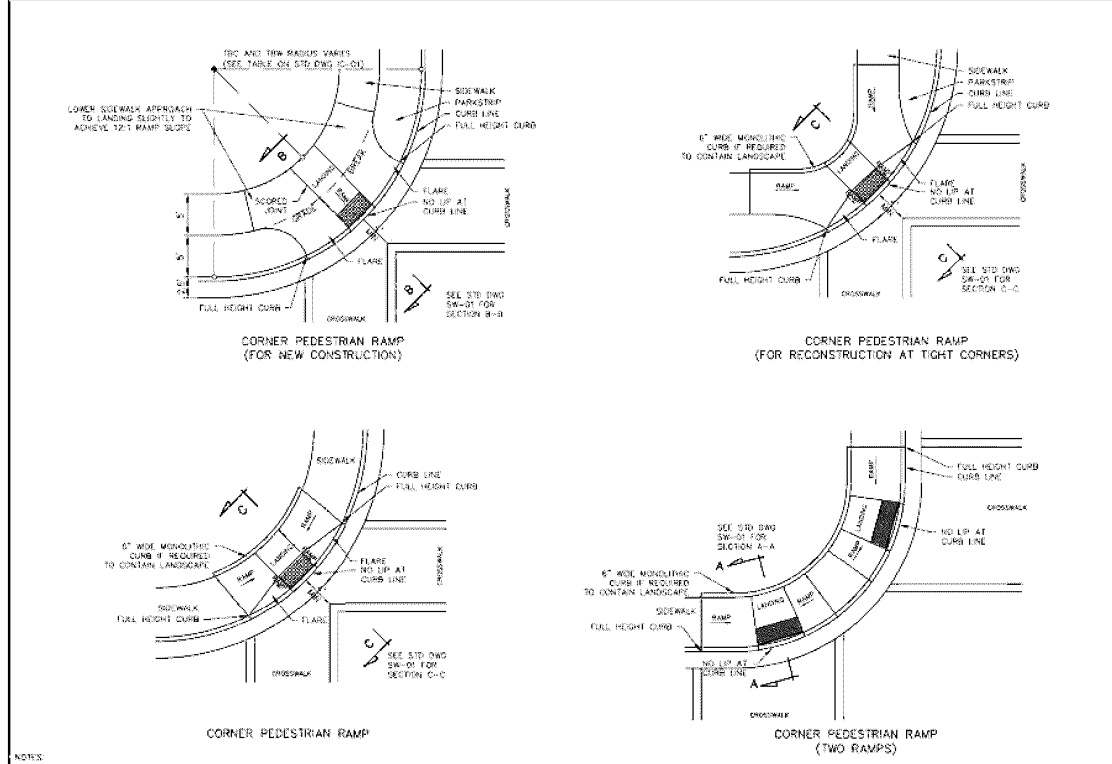 TBC AND TBW RADIUS VARIES
(SEE TABLE ON STD DWG IC-01)
LOWER SIDEWALK APPROACH
TO LANDING SLIGHTLY TO
ACHIEVE 12:1 RAMP SLOPE
SIDEWALK
PARKSTRIP
CURB LINE
FULL HEIGHT CURB
B
BREAK
LANDING
SCORED
JOINT
GRADE
FLARE
NO LIP AT
CURB LINE
CROSSWALK
5'
5'
FLARE
B
SEE STD DWG
SW-01 FOR
SECTION B-B
FULL HEIGHT CURB
CROSSWALK
CORNER PEDESTRIAN RAMP
(FOR NEW CONSTRUCTION)
SIDEWALK
PARKSTRIP
CURB LINE
FULL HEIGHT CURB
RAMP
C
6" WIDE MONOLITHIC
CURB IF REQUIRED
TO CONTAIN LANDSCAPE
LANDING
RAMP
FLARE
NO LIP AT
CURB LINE
CROSSWALK
FLARE
C
SEE STD DWG
SW-01 FOR
SECTION C-C
FULL HEIGHT CURB
CROSSWALK
CORNER PEDESTRIAN RAMP
(FOR RECONSTRUCTION AT TIGHT CORNERS)
SIDEWALK
CURB LINE
FULL HEIGHT CURB
C
RAMP
6" WIDE MONOLITHIC
CURB IF REQUIRED
TO CONTAIN LANDSCAPE
LANDING
RAMP
FLARE
NO LIP AT
CURB LINE
CROSSWALK
SIDEWALK
FULL HEIGHT CURB
FLARE
C
SEE STD DWG
SW-01 FOR
SECTION C-C
CROSSWALK
CORNER PEDESTRIAN RAMP
RAMP
FULL HEIGHT CURB
CURB LINE
CROSSWALK
LANDING
NO LIP AT
CURB LINE
RAMP
SEE STD DWG
SW-01 FOR
SECTION A-A
A
6" WIDE MONOLITHIC
CURB IF REQUIRED
TO CONTAIN LANDSCAPE
SIDEWALK
RAMP
LANDING
RAMP
FULL HEIGHT CURB
NO LIP AT
CURB LINE
A
CROSSWALK
CORNER PEDESTRIAN RAMP
(TWO RAMPS)
NOTES: